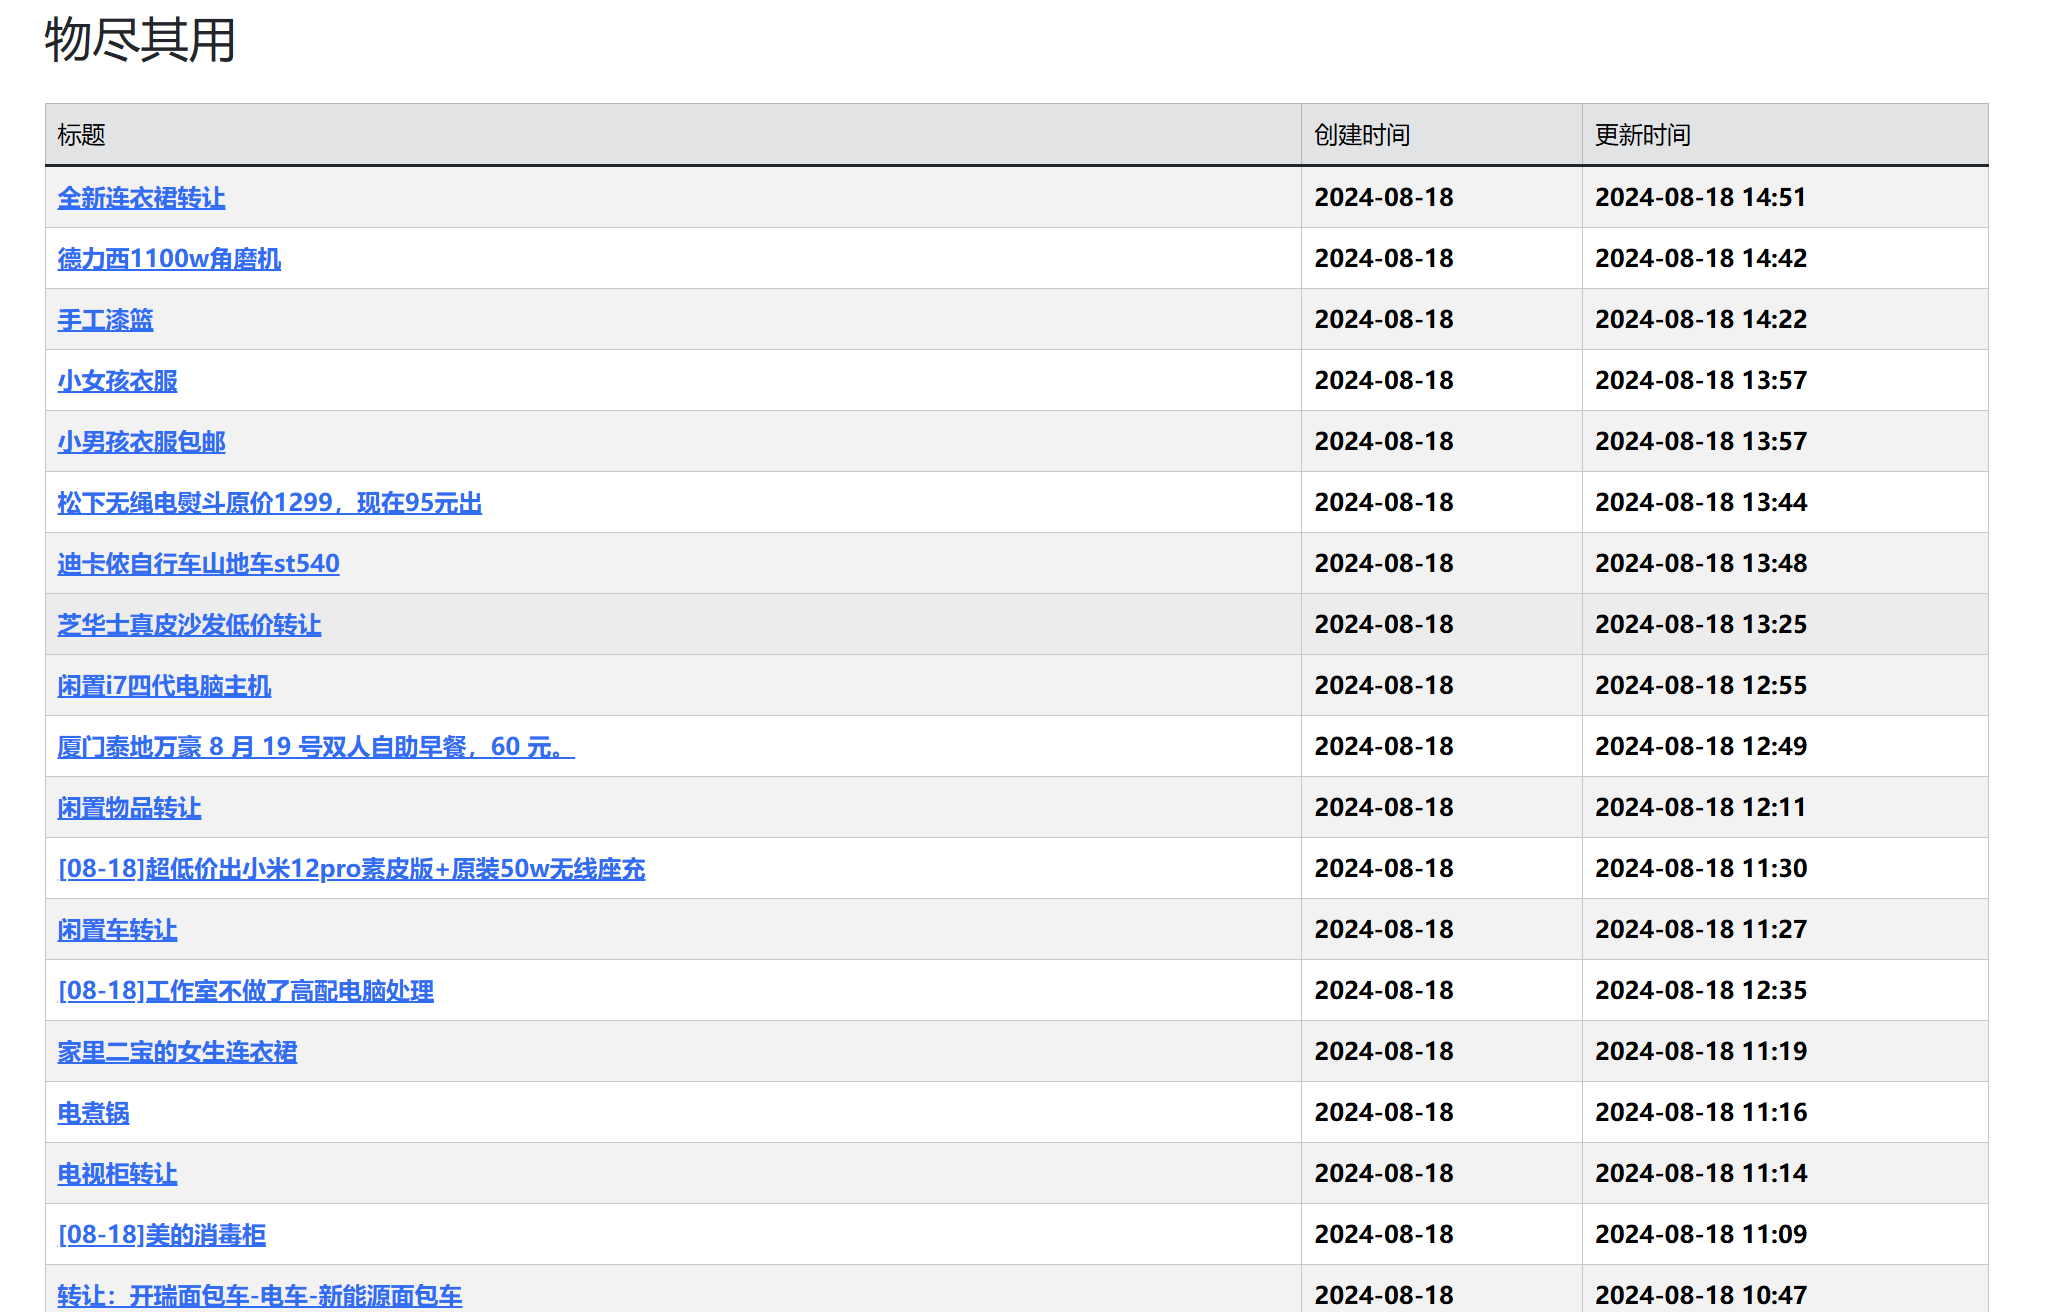 物尽其用
标题 创建时间 更新时间
全新连衣裙转让 2024-08-18 2024-08-18 14:51
德力西1100w角磨机 2024-08-18 2024-08-18 14:42
手工漆篮 2024-08-18 2024-08-18 14:22
小女孩衣服 2024-08-18 2024-08-18 13:57
小男孩衣服包邮 2024-08-18 2024-08-18 13:57
松下无绳电熨斗原价1299，现在95元出 2024-08-18 2024-08-18 13:44
迪卡侬自行车山地车st540 2024-08-18 2024-08-18 13:48
芝华士真皮沙发低价转让 2024-08-18 2024-08-18 13:25
闲置i7四代电脑主机 2024-08-18 2024-08-18 12:55
厦门泰地万豪 8 月 19 号双人自助早餐，60 元。 2024-08-18 2024-08-18 12:49
闲置物品转让 2024-08-18 2024-08-18 12:11
[08-18]超低价出小米12pro素皮版+原装50w无线座充 2024-08-18 2024-08-18 11:30
闲置车转让 2024-08-18 2024-08-18 11:27
[08-18]工作室不做了高配电脑处理 2024-08-18 2024-08-18 12:35
家里二宝的女生连衣裙 2024-08-18 2024-08-18 11:19
电煮锅 2024-08-18 2024-08-18 11:16
电视柜转让 2024-08-18 2024-08-18 11:14
[08-18]美的消毒柜 2024-08-18 2024-08-18 11:09
转让：开瑞面包车-电车-新能源面包车 2024-08-18 2024-08-18 10:47